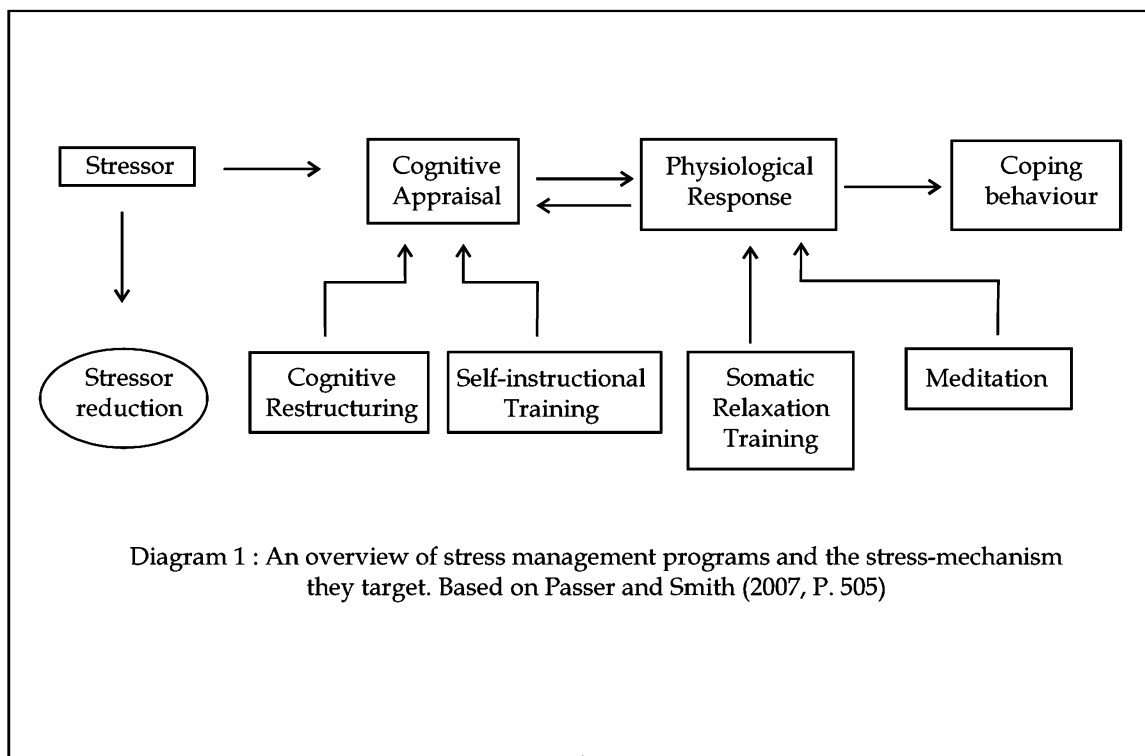 Stressor
Cognitive
Appraisal
Physiological
Response
Coping
behaviour
Stressor
reduction
Cognitive
Restructuring
Self-instructional
Training
Somatic
Relaxation
Training
Meditation
Diagram 1 : An overview of stress management programs and the stress-mechanism
they target. Based on Passer and Smith (2007, P. 505)